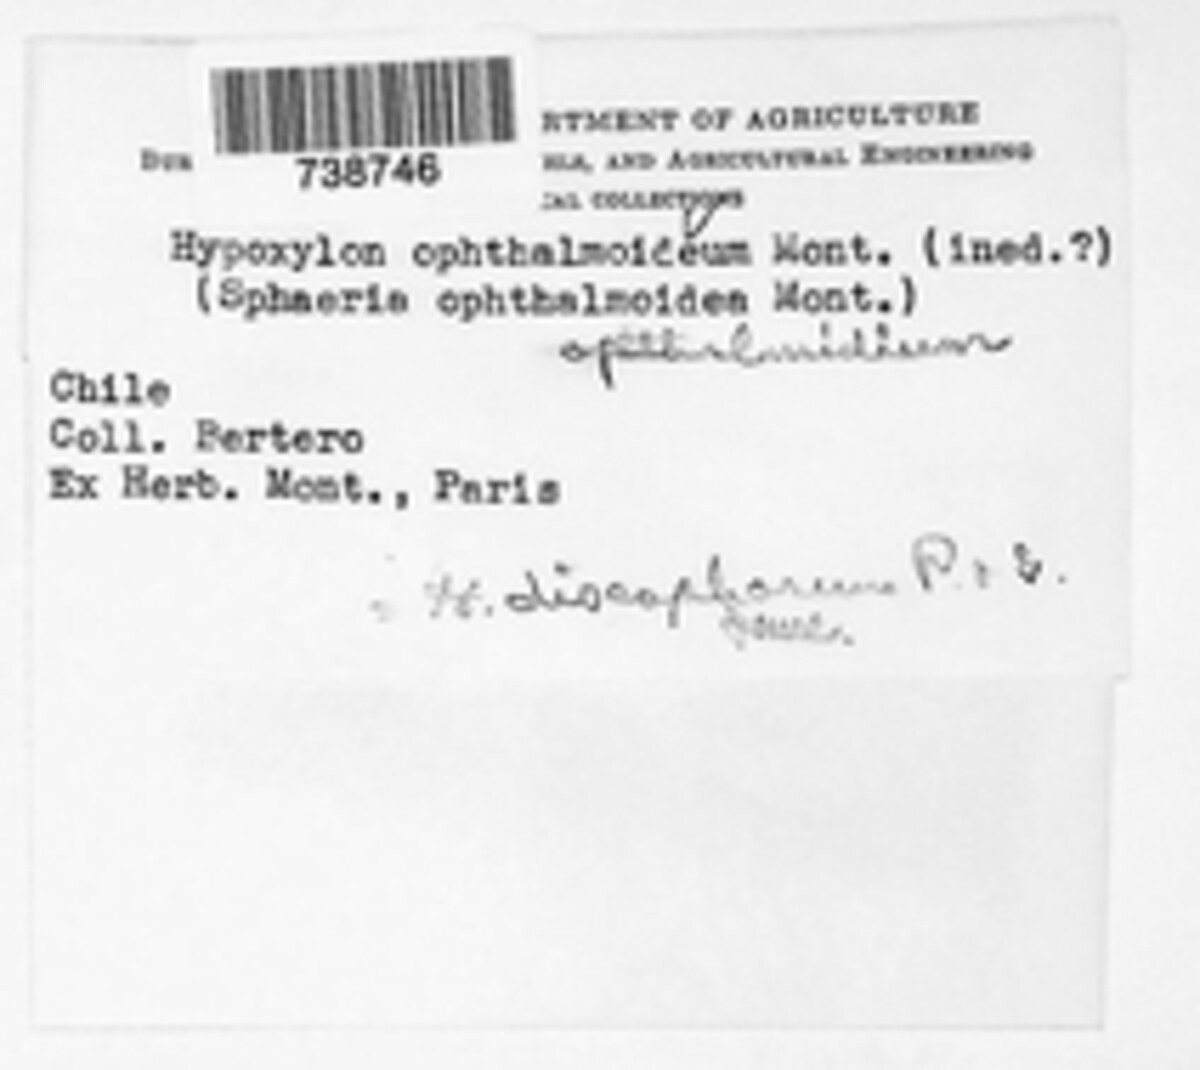 RTMENT OF AGRICULTURE
738746
AND AGRICULTURAL ENGINEERING
COLLECTIONS
Hypoxylon ophthalmoideum Mont. (ined.?)
(Sphaeria ophthalmoidea Mont.)
ophthalmidium
Chile
Coll. Bertero
Ex Herb. Mont., Paris
H. discophorum P. + S.